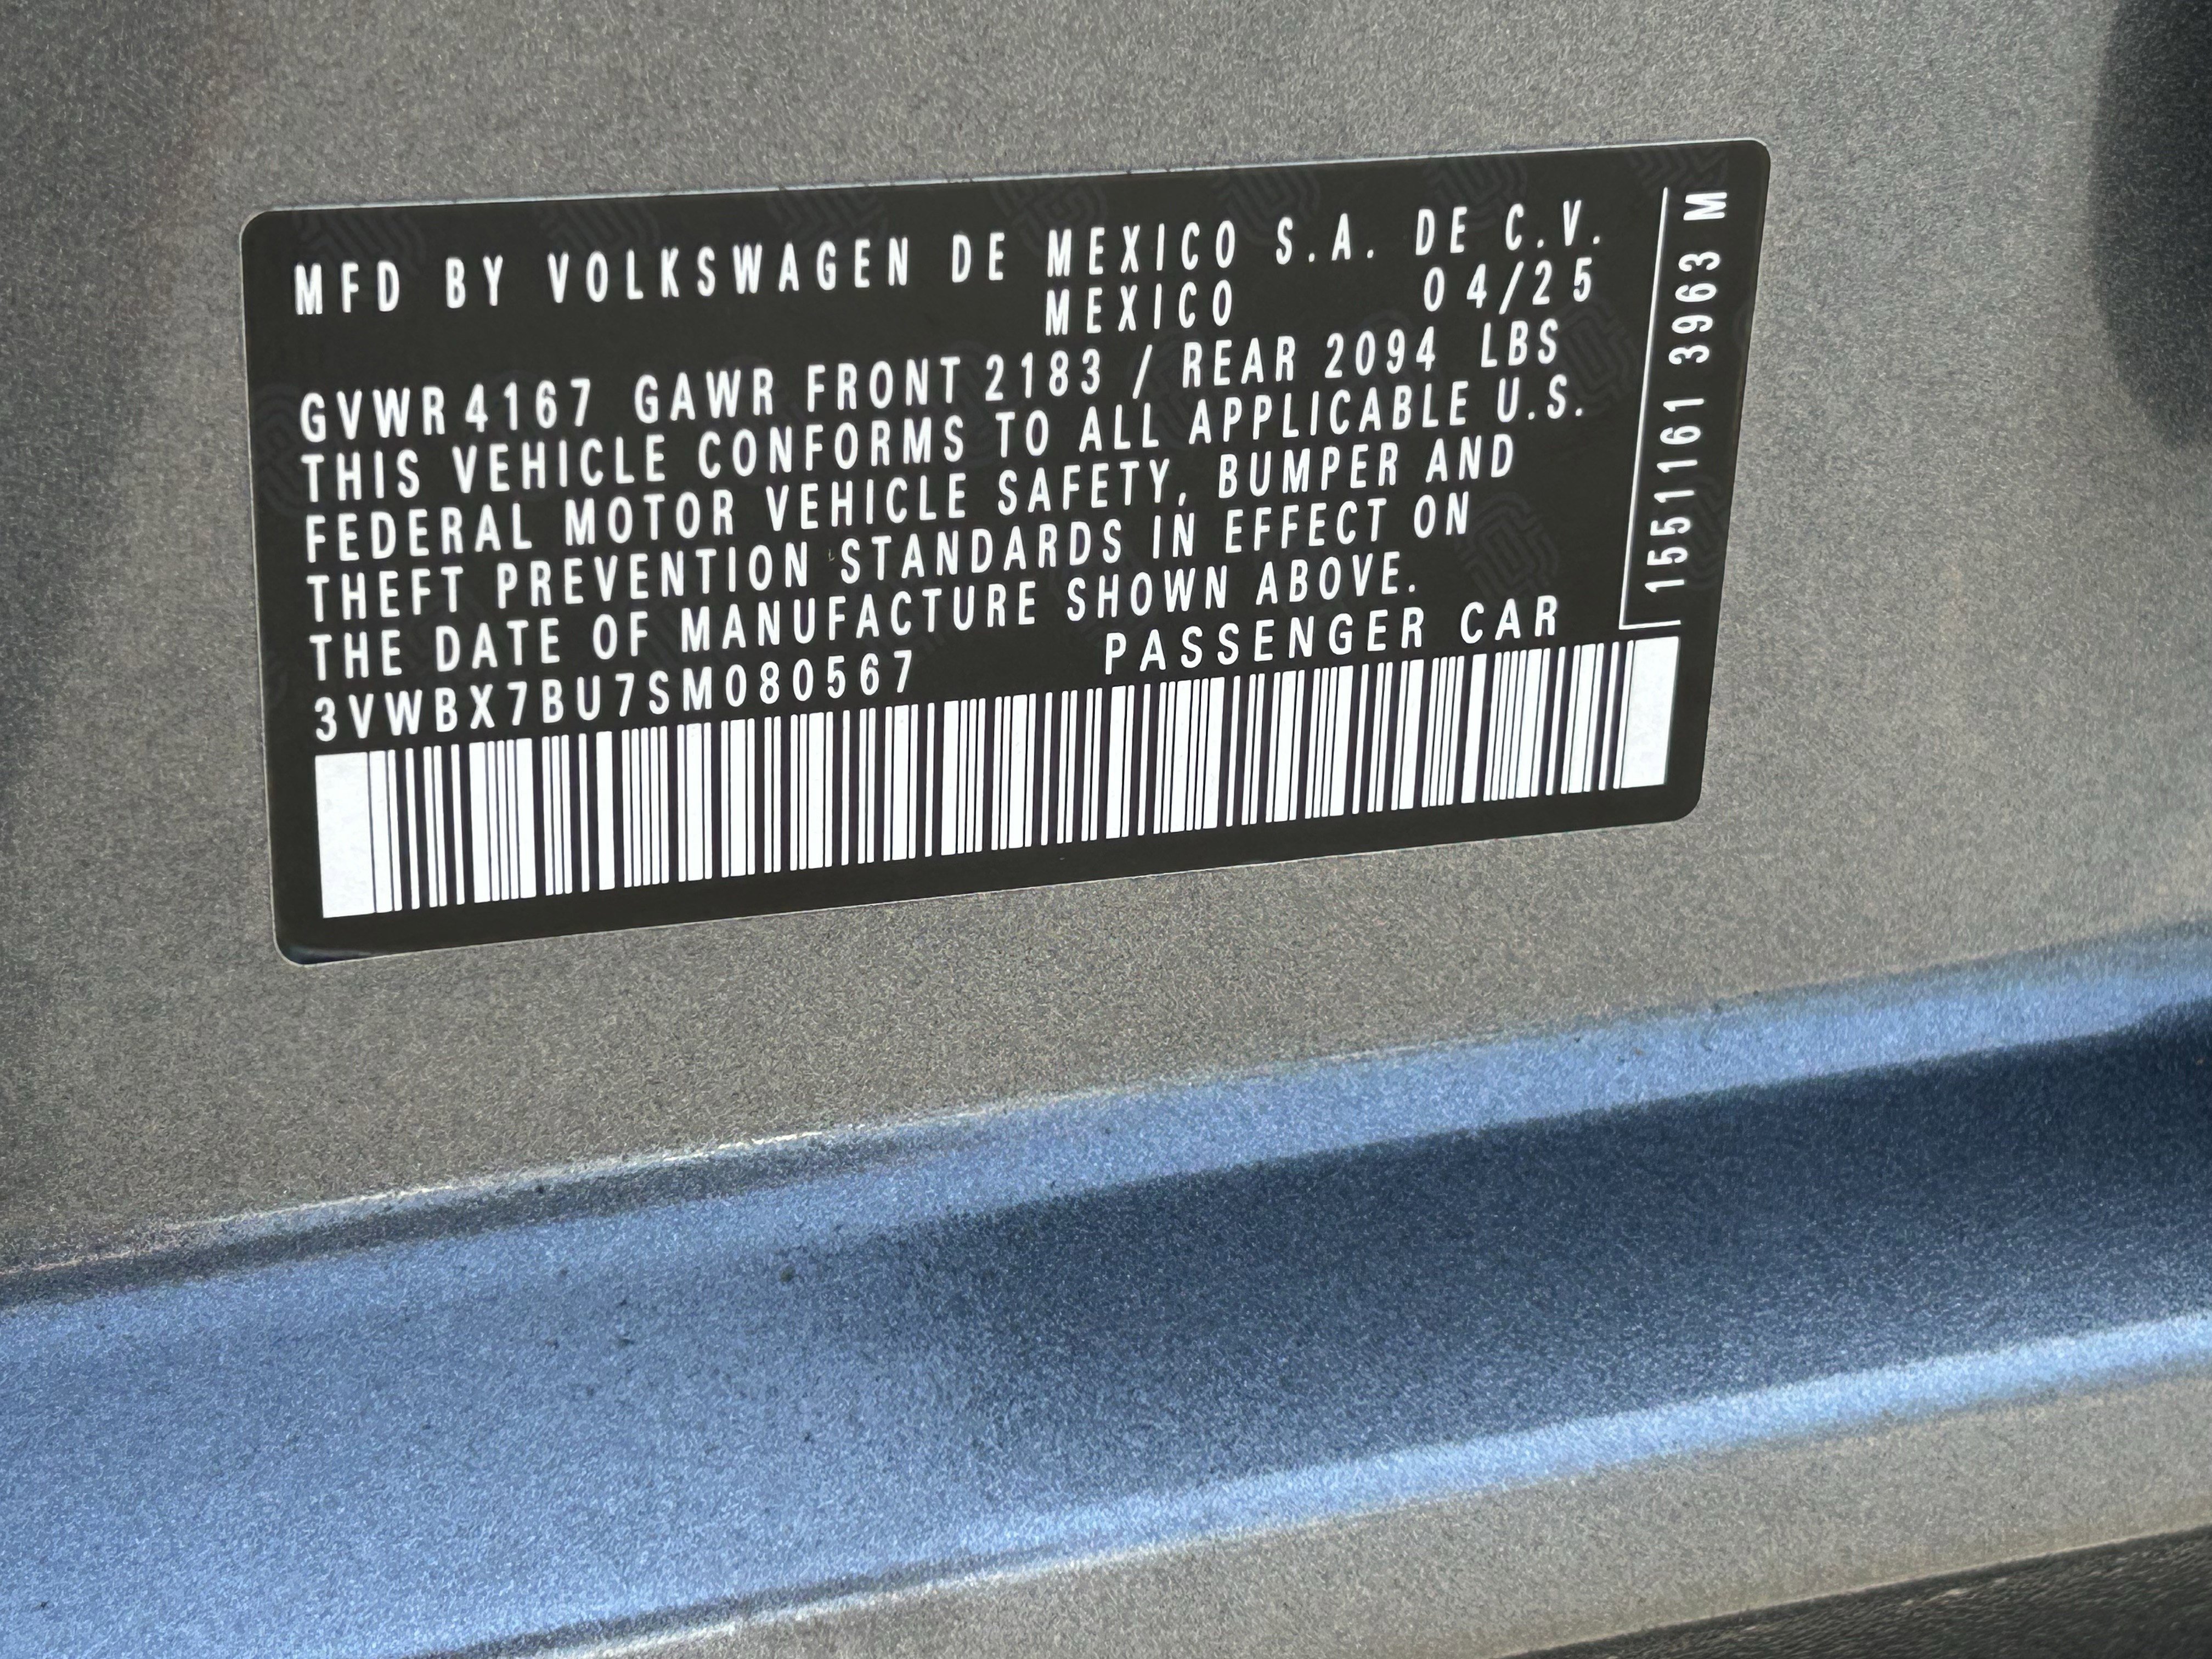 MFD BY VOLKSWAGEN DE MEXICO S.A. DE C.V.
MEXICO 04/25
GVWR 4167 GAWR FRONT 2183 / REAR 2094 LBS
THIS VEHICLE CONFORMS TO ALL APPLICABLE U.S.
FEDERAL MOTOR VEHICLE SAFETY, BUMPER AND
THEFT PREVENTION STANDARDS IN EFFECT ON
THE DATE OF MANUFACTURE SHOWN ABOVE.
3VWBX7BU7SM080567 PASSENGER CAR
1551161 3963 M